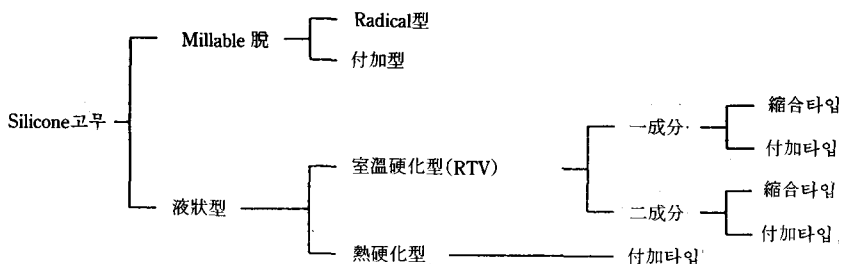 Silicone고무
Millable 脫
Radical型
付加型
液狀型
室溫硬化型(RTV)
一成分
縮合타입
付加타입
二成分
縮合타입
付加타입
熱硬化型
付加타입